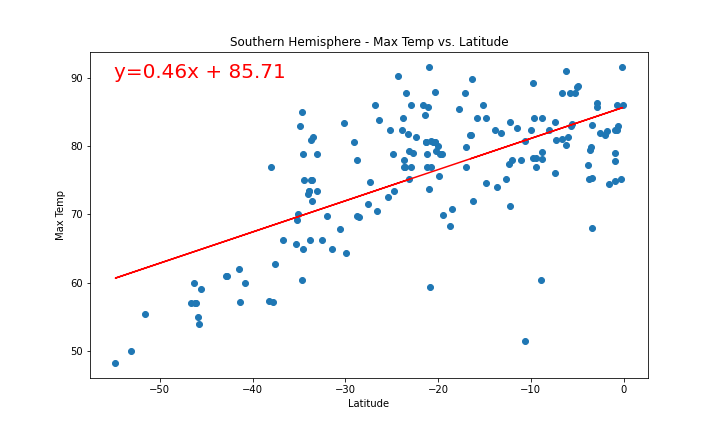 Southern Hemisphere - Max Temp vs. Latitude
y=0.46x + 85.71
90
80
70
60
50
Max Temp
−50
−40
−30
−20
−10
0
Latitude